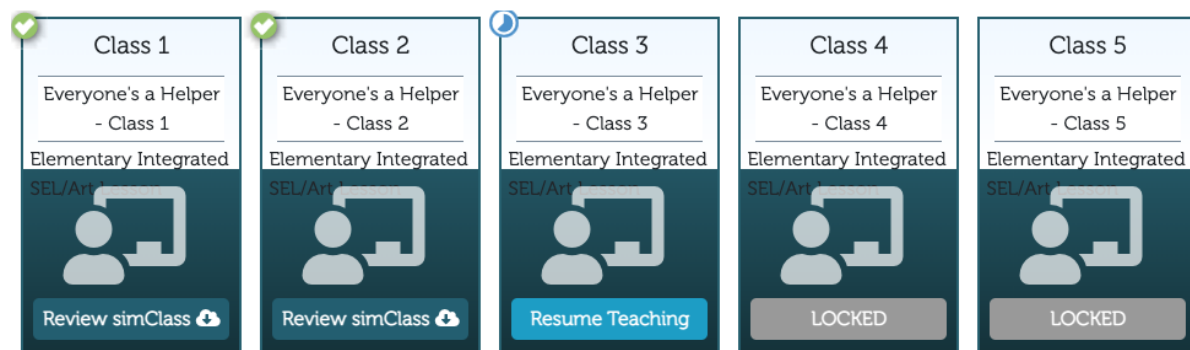 Class 1
Everyone's a Helper
- Class 1
Elementary Integrated
SEL/Art Lesson
Review simClass
Class 2
Everyone's a Helper
- Class 2
Elementary Integrated
SEL/Art Lesson
Review simClass
Class 3
Everyone's a Helper
- Class 3
Elementary Integrated
SEL/Art Lesson
Resume Teaching
Class 4
Everyone's a Helper
- Class 4
Elementary Integrated
SEL/Art Lesson
LOCKED
Class 5
Everyone's a Helper
- Class 5
Elementary Integrated
SEL/Art Lesson
LOCKED